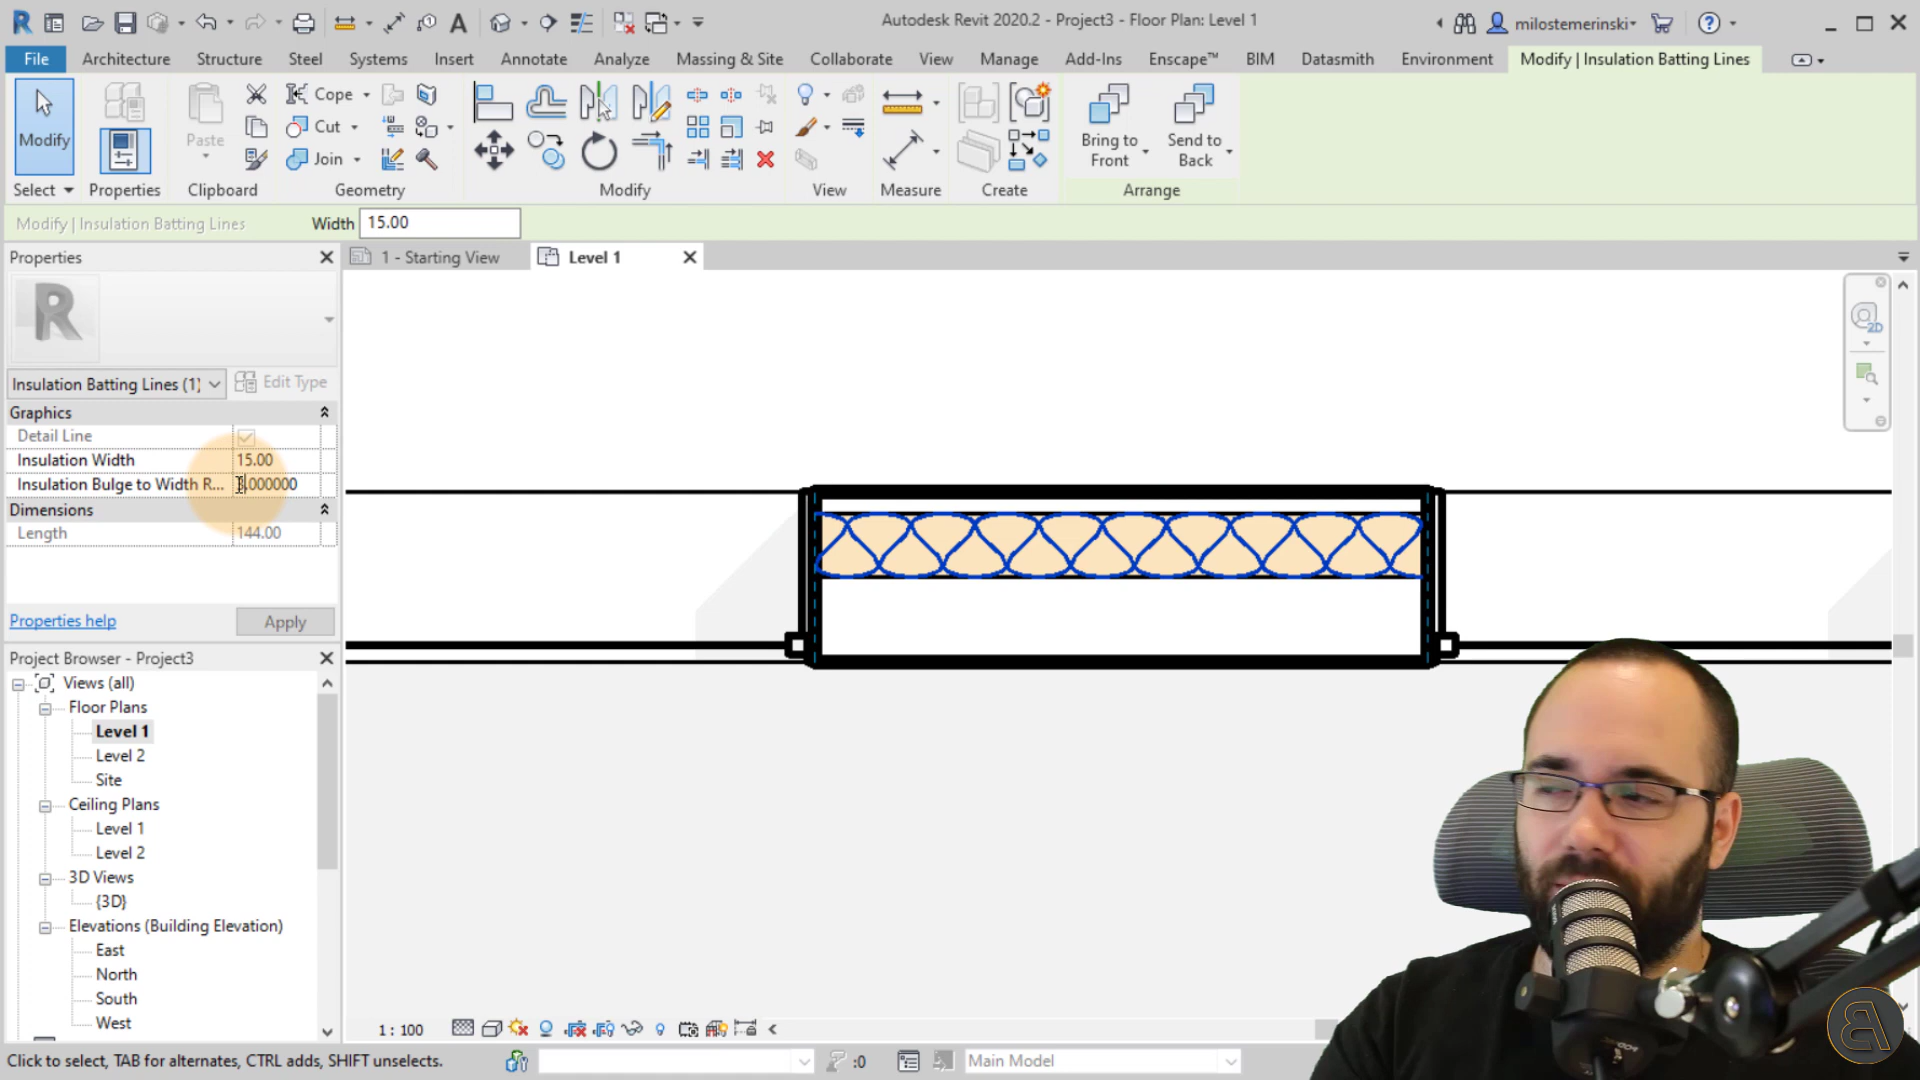 Autodesk Revit 2020.2 - Project3 - Floor Plan: Level 1
milostemerinski
File Architecture Structure Steel Systems Insert Annotate Analyze Massing & Site Collaborate View Manage Add-Ins Enscape™ BIM Datasmith Environment Modify | Insulation Batting Lines
Modify
Paste
Cope
Cut
Join
Bring to
Front
Send to
Back
Select Properties Clipboard Geometry Modify View Measure Create Arrange
Modify | Insulation Batting Lines Width 15.00
Properties
1 - Starting View
Level 1
2D
R
Insulation Batting Lines (1) Edit Type
Graphics
Detail Line
Insulation Width 15.00
Insulation Bulge to Width R... .000000
Dimensions
Length 144.00
Properties help Apply
Project Browser - Project3
Views (all)
Floor Plans
Level 1
Level 2
Site
Ceiling Plans
Level 1
Level 2
3D Views
{3D}
Elevations (Building Elevation)
East
North
South
West
1 : 100
Click to select, TAB for alternates, CTRL adds, SHIFT unselects.
:0
Main Model